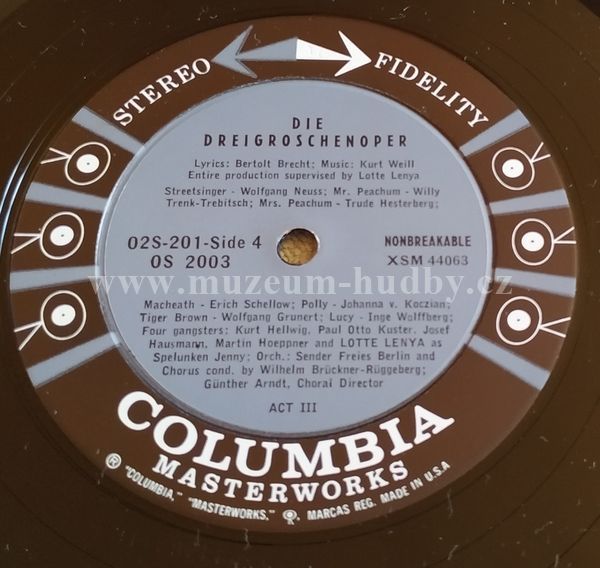 STEREO FIDELITY
DIE
DREIGROSCHENOPER
Lyrics: Bertolt Brecht; Music: Kurt Weill
Entire production supervised by Lotte Lenya
Streetsinger - Wolfgang Neuss; Mr. Peachum - Willy
Trenk-Trebitsch; Mrs. Peachum - Trude Hesterberg;
02S-201-Side 4
OS 2003
NONBREAKABLE
XSM 44063
www.muzeum-hudby.cz
Macheath - Erich Schellow; Polly - Johanna v. Koczian;
Tiger Brown - Wolfgang Grunert; Lucy - Inge Wolffberg;
Four gangsters: Kurt Hellwig, Paul Otto Kuster, Josef
Hausmann, Martin Hoeppner and LOTTE LENYA as
Spelunken Jenny; Orch.: Sender Freies Berlin and
Chorus cond. by Wilhelm Brückner-Rüggeberg;
Günther Arndt, Choral Director
ACT III
COLUMBIA
MASTERWORKS
® "COLUMBIA," "MASTERWORKS," MARCAS REG. MADE IN U.S.A